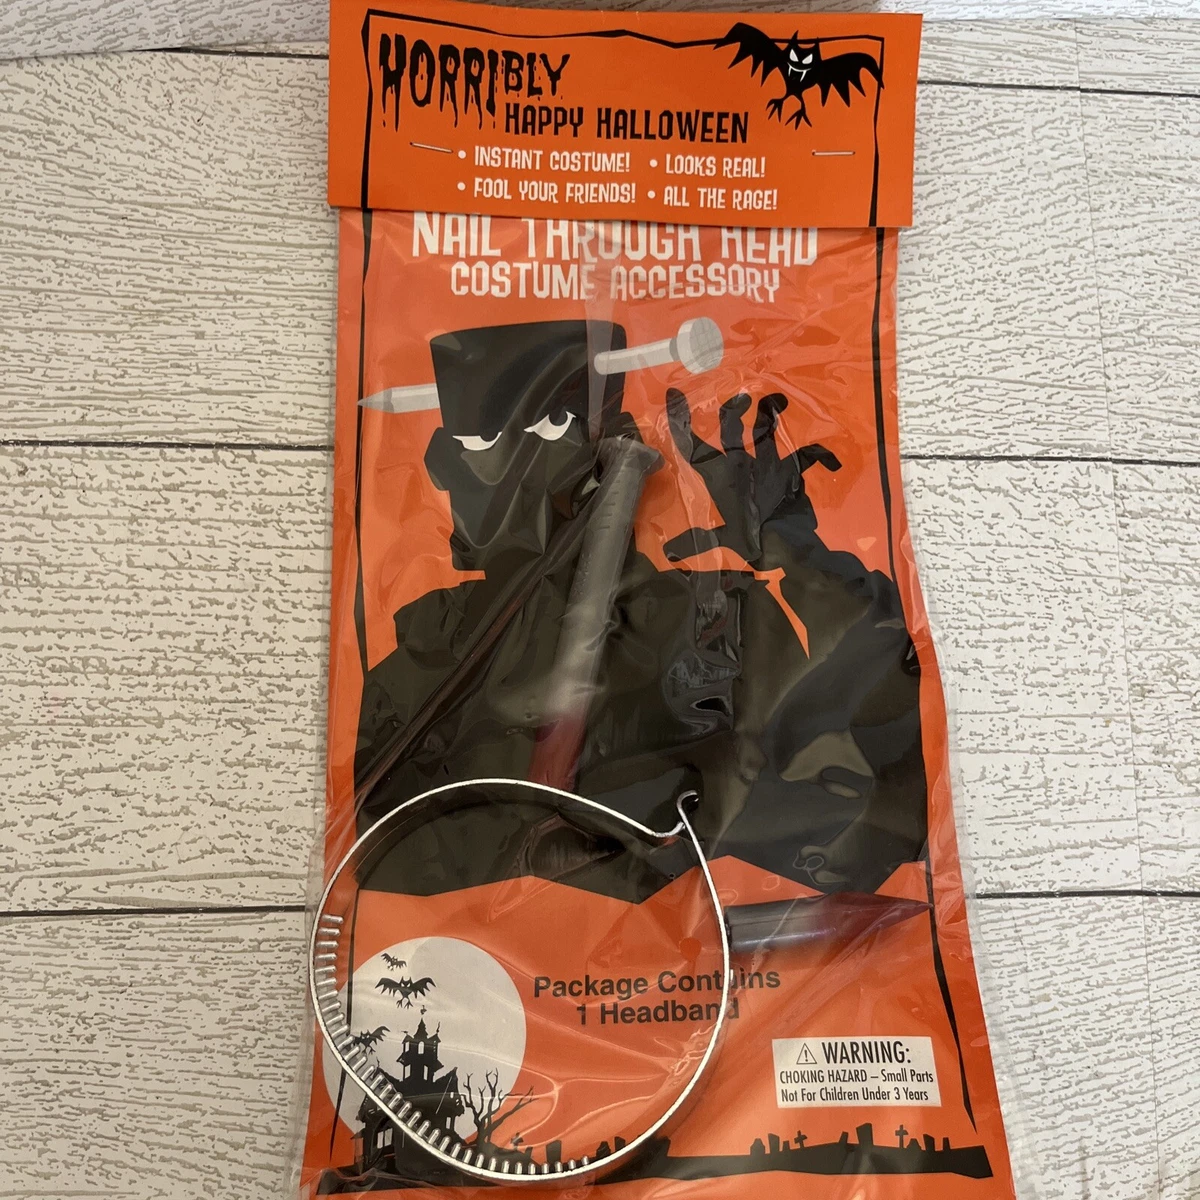 HORRIBLY
HAPPY HALLOWEEN
• INSTANT COSTUME! • LOOKS REAL!
• FOOL YOUR FRIENDS! • ALL THE RAGE!
NAIL THROUGH HEAD
COSTUME ACCESSORY
Package Contains
1 Headband
⚠ WARNING:
CHOKING HAZARD – Small Parts
Not For Children Under 3 Years